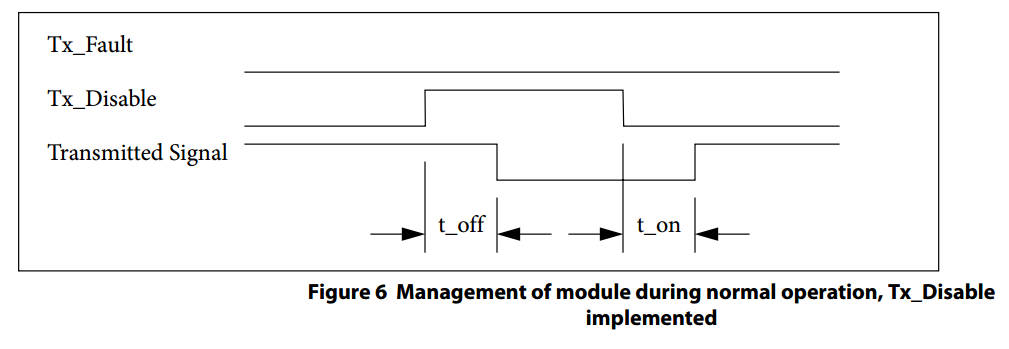 Tx_Fault
Tx_Disable
Transmitted Signal
t_off t_on
Figure 6 Management of module during normal operation, Tx_Disable
implemented